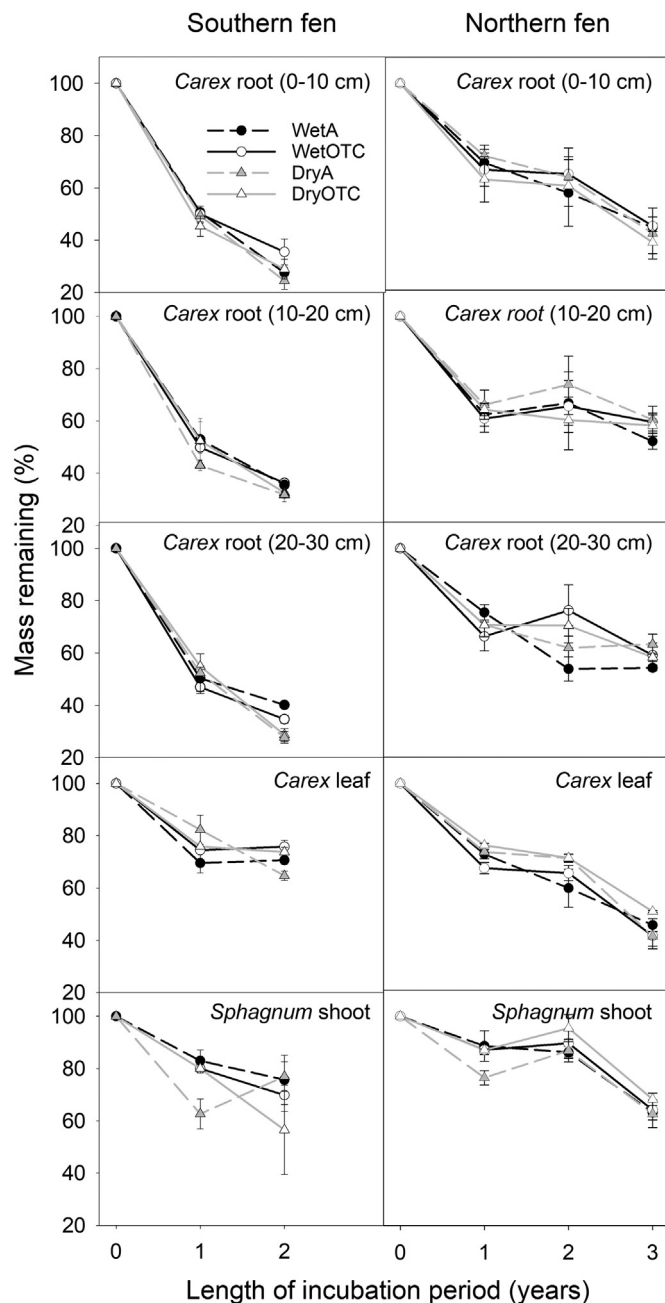 Southern fen
Northern fen
Carex root (0-10 cm)
Carex root (0-10 cm)
WetA
WetOTC
DryA
DryOTC
100
80
60
40
20
Carex root (10-20 cm)
Carex root (10-20 cm)
100
80
60
40
20
Carex root (20-30 cm)
Carex root (20-30 cm)
100
80
60
40
20
Carex leaf
Carex leaf
100
80
60
40
20
Sphagnum shoot
Sphagnum shoot
100
80
60
40
20
Mass remaining (%)
0 1 2 0 1 2 3
Length of incubation period (years)